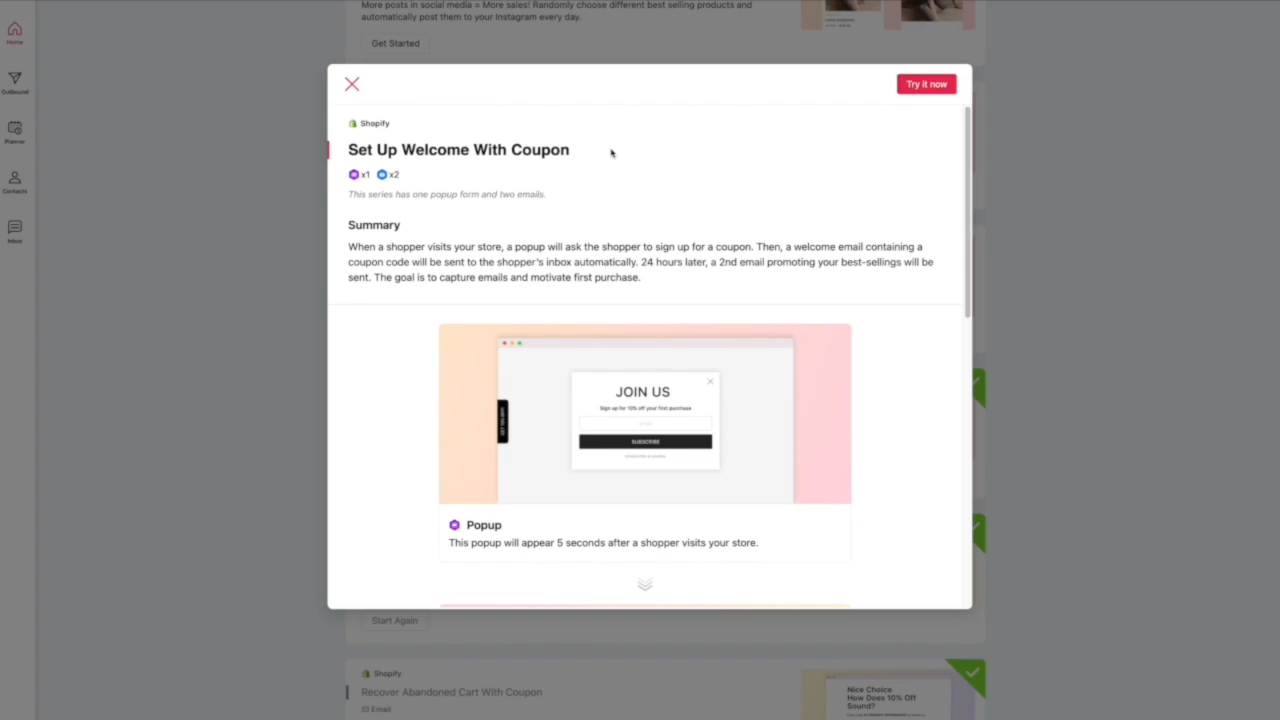 More posts in social media = More sales! Randomly choose different best selling products and
automatically post them to your Instagram every day.
Get Started
Home
Outbound
Planner
Contacts
Inbox
Try it now
Shopify
Set Up Welcome With Coupon
x1 x2
This series has one popup form and two emails.
Summary
When a shopper visits your store, a popup will ask the shopper to sign up for a coupon. Then, a welcome email containing a
coupon code will be sent to the shopper's inbox automatically. 24 hours later, a 2nd email promoting your best-sellings will be
sent. The goal is to capture emails and motivate first purchase.
JOIN US
Sign up for 10% off your first purchase
Email
SUBSCRIBE
Popup
This popup will appear 5 seconds after a shopper visits your store.
Start Again
Shopify
Recover Abandoned Cart With Coupon
Email
Nice Choice
How Does 10% Off
Sound?